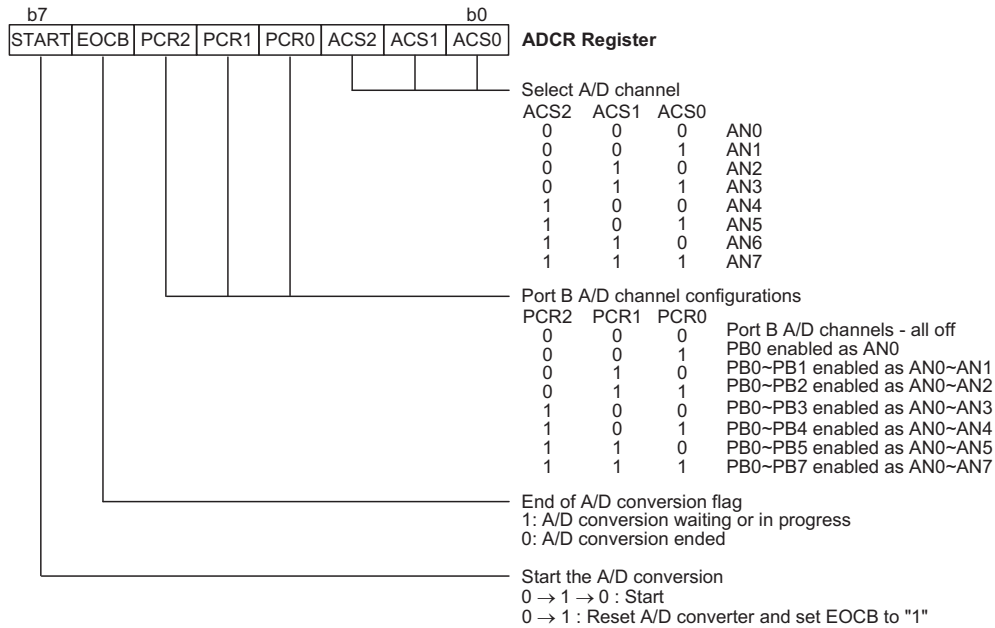 b7 b0
START EOCB PCR2 PCR1 PCR0 ACS2 ACS1 ACS0 ADCR Register
Select A/D channel
ACS2 ACS1 ACS0
0 0 0 AN0
0 0 1 AN1
0 1 0 AN2
0 1 1 AN3
1 0 0 AN4
1 0 1 AN5
1 1 0 AN6
1 1 1 AN7
Port B A/D channel configurations
PCR2 PCR1 PCR0
0 0 0 Port B A/D channels - all off
0 0 1 PB0 enabled as AN0
0 1 0 PB0~PB1 enabled as AN0~AN1
0 1 1 PB0~PB2 enabled as AN0~AN2
1 0 0 PB0~PB3 enabled as AN0~AN3
1 0 1 PB0~PB4 enabled as AN0~AN4
1 1 0 PB0~PB5 enabled as AN0~AN5
1 1 1 PB0~PB7 enabled as AN0~AN7
End of A/D conversion flag
1: A/D conversion waiting or in progress
0: A/D conversion ended
Start the A/D conversion
0 → 1 → 0 : Start
0 → 1 : Reset A/D converter and set EOCB to "1"